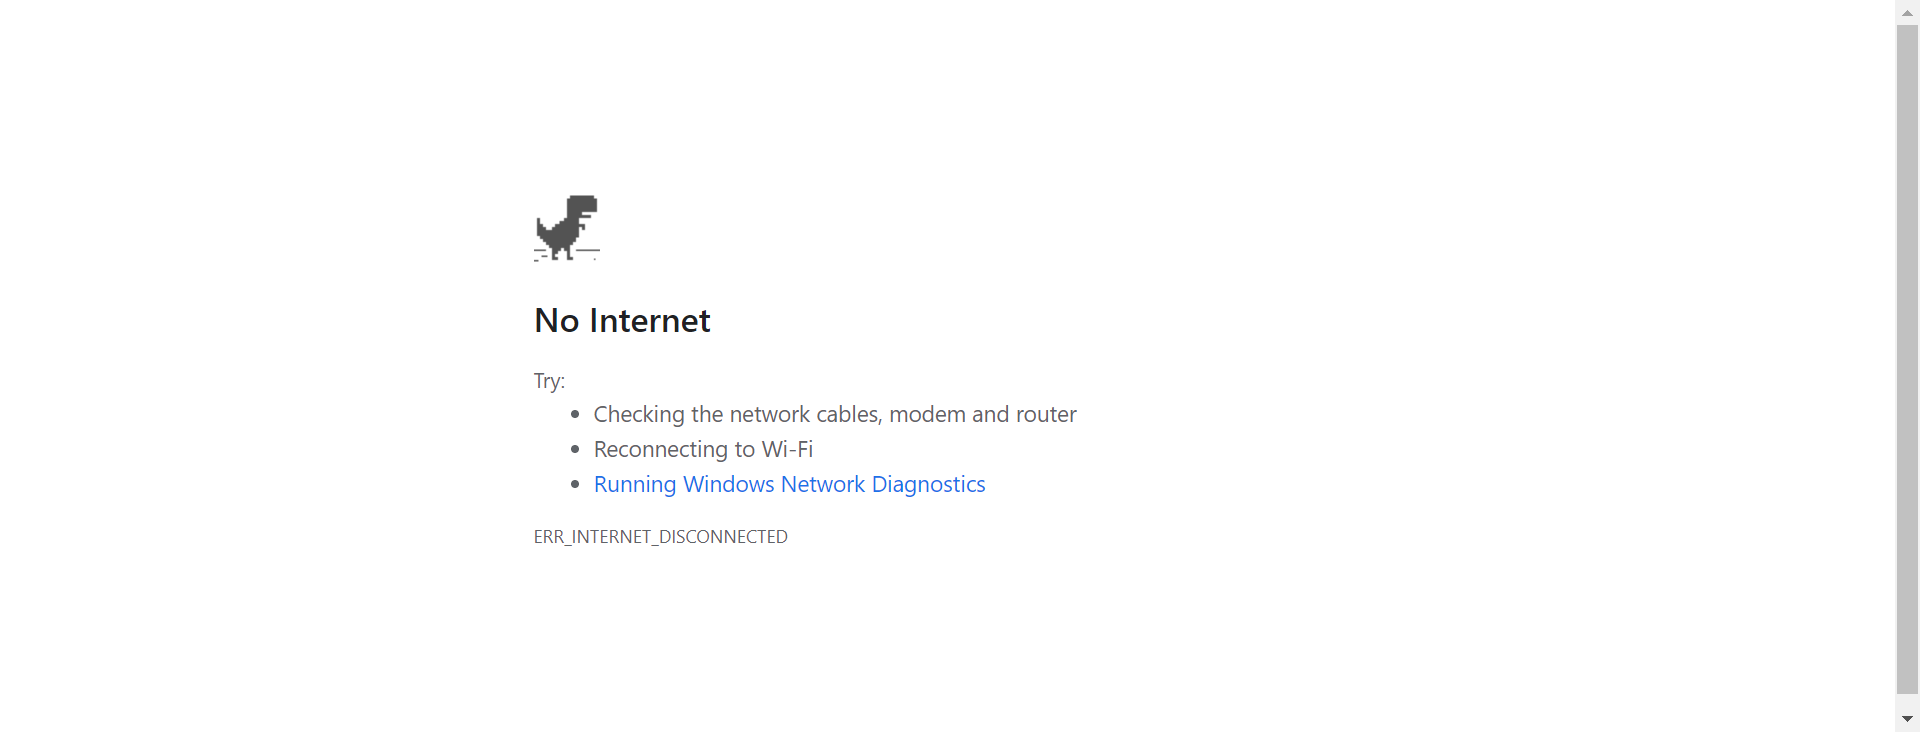 No Internet
Try:
Checking the network cables, modem and router
Reconnecting to Wi-Fi
Running Windows Network Diagnostics
ERR_INTERNET_DISCONNECTED